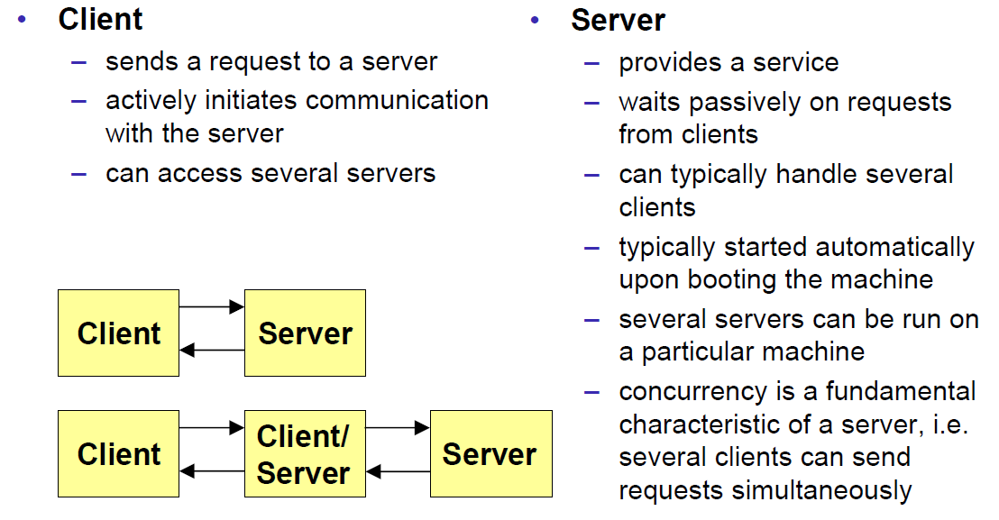 • Client
– sends a request to a server
– actively initiates communication
with the server
– can access several servers
• Server
– provides a service
– waits passively on requests
from clients
– can typically handle several
clients
– typically started automatically
upon booting the machine
– several servers can be run on
a particular machine
– concurrency is a fundamental
characteristic of a server, i.e.
several clients can send
requests simultaneously
Client
Server
Client
Client/
Server
Server